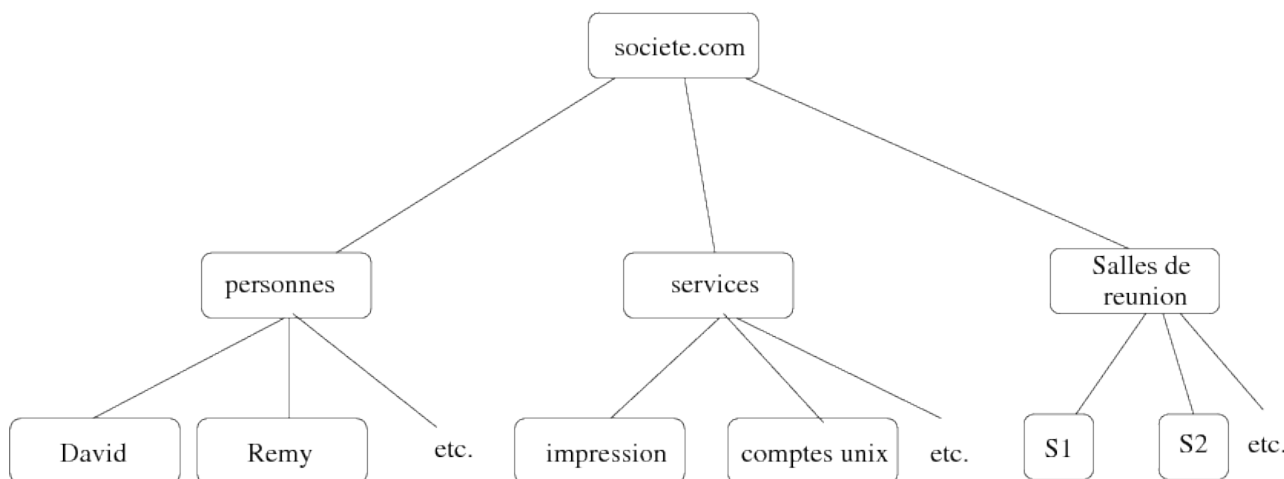 societe.com
personnes
services
Salles de
reunion
David
Remy
etc.
impression
comptes unix
etc.
S1
S2
etc.